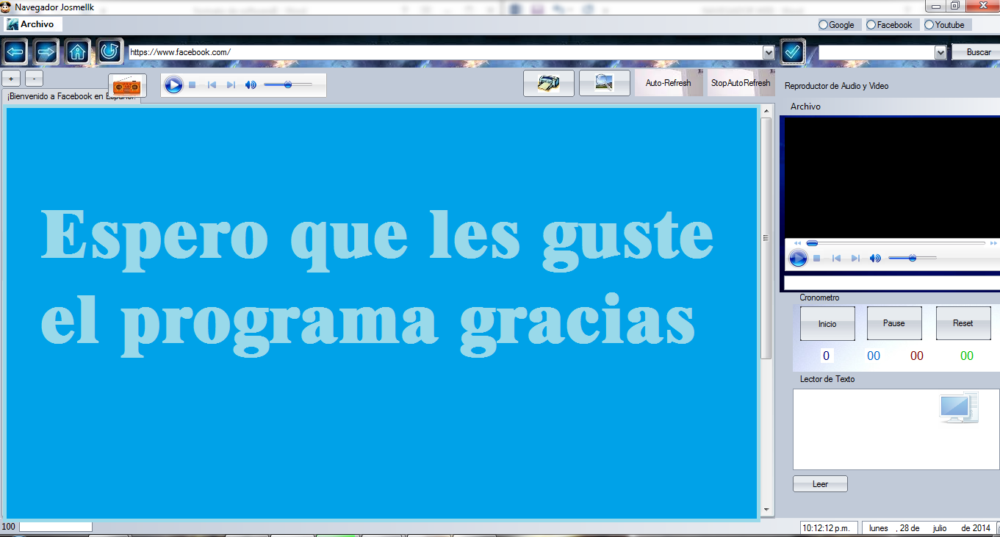 Navegador Josmellk
Archivo
Google Facebook Youtube
https://www.facebook.com/
Buscar
+ -
¡Bienvenido a Facebook en
Auto-Refresh StopAutoRefresh
Reproductor de Audio y Video
Archivo
Espero que les guste
el programa gracias
Cronometro
Inicio Pause Reset
0 00 00 00
Lector de Texto
Leer
100
10:12:12 p.m. lunes , 28 de julio de 2014